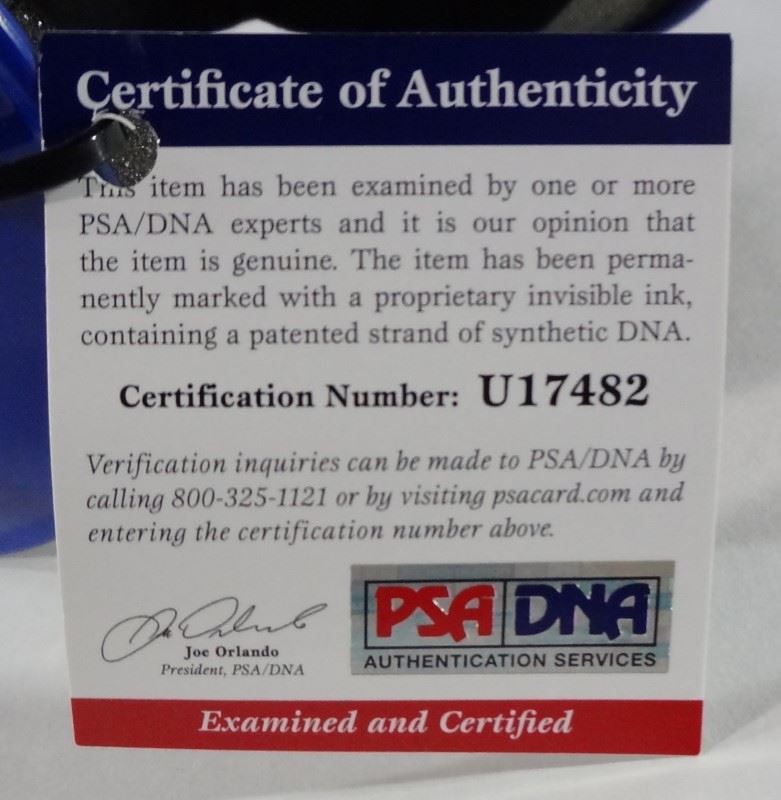 Certificate of Authenticity
This item has been examined by one or more
PSA/DNA experts and it is our opinion that
the item is genuine. The item has been perma-
nently marked with a proprietary invisible ink,
containing a patented strand of synthetic DNA.
Certification Number: U17482
Verification inquiries can be made to PSA/DNA by
calling 800-325-1121 or by visiting psacard.com and
entering the certification number above.
Joe Orlando
President, PSA/DNA
PSA DNA
AUTHENTICATION SERVICES
Examined and Certified